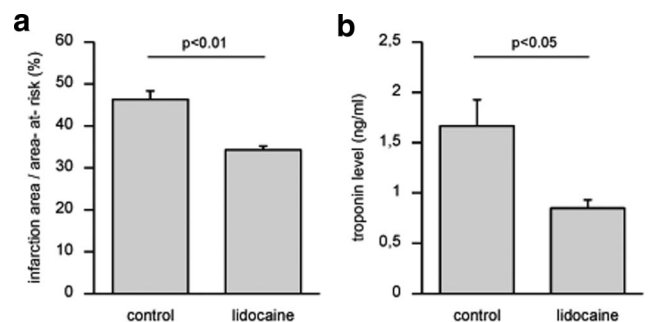 a
p<0.01
infarction area / area- at- risk (%)
60
50
40
30
20
10
0
control lidocaine
b
p<0.05
troponin level (ng/ml)
2,5
2
1,5
1
0,5
0
control lidocaine